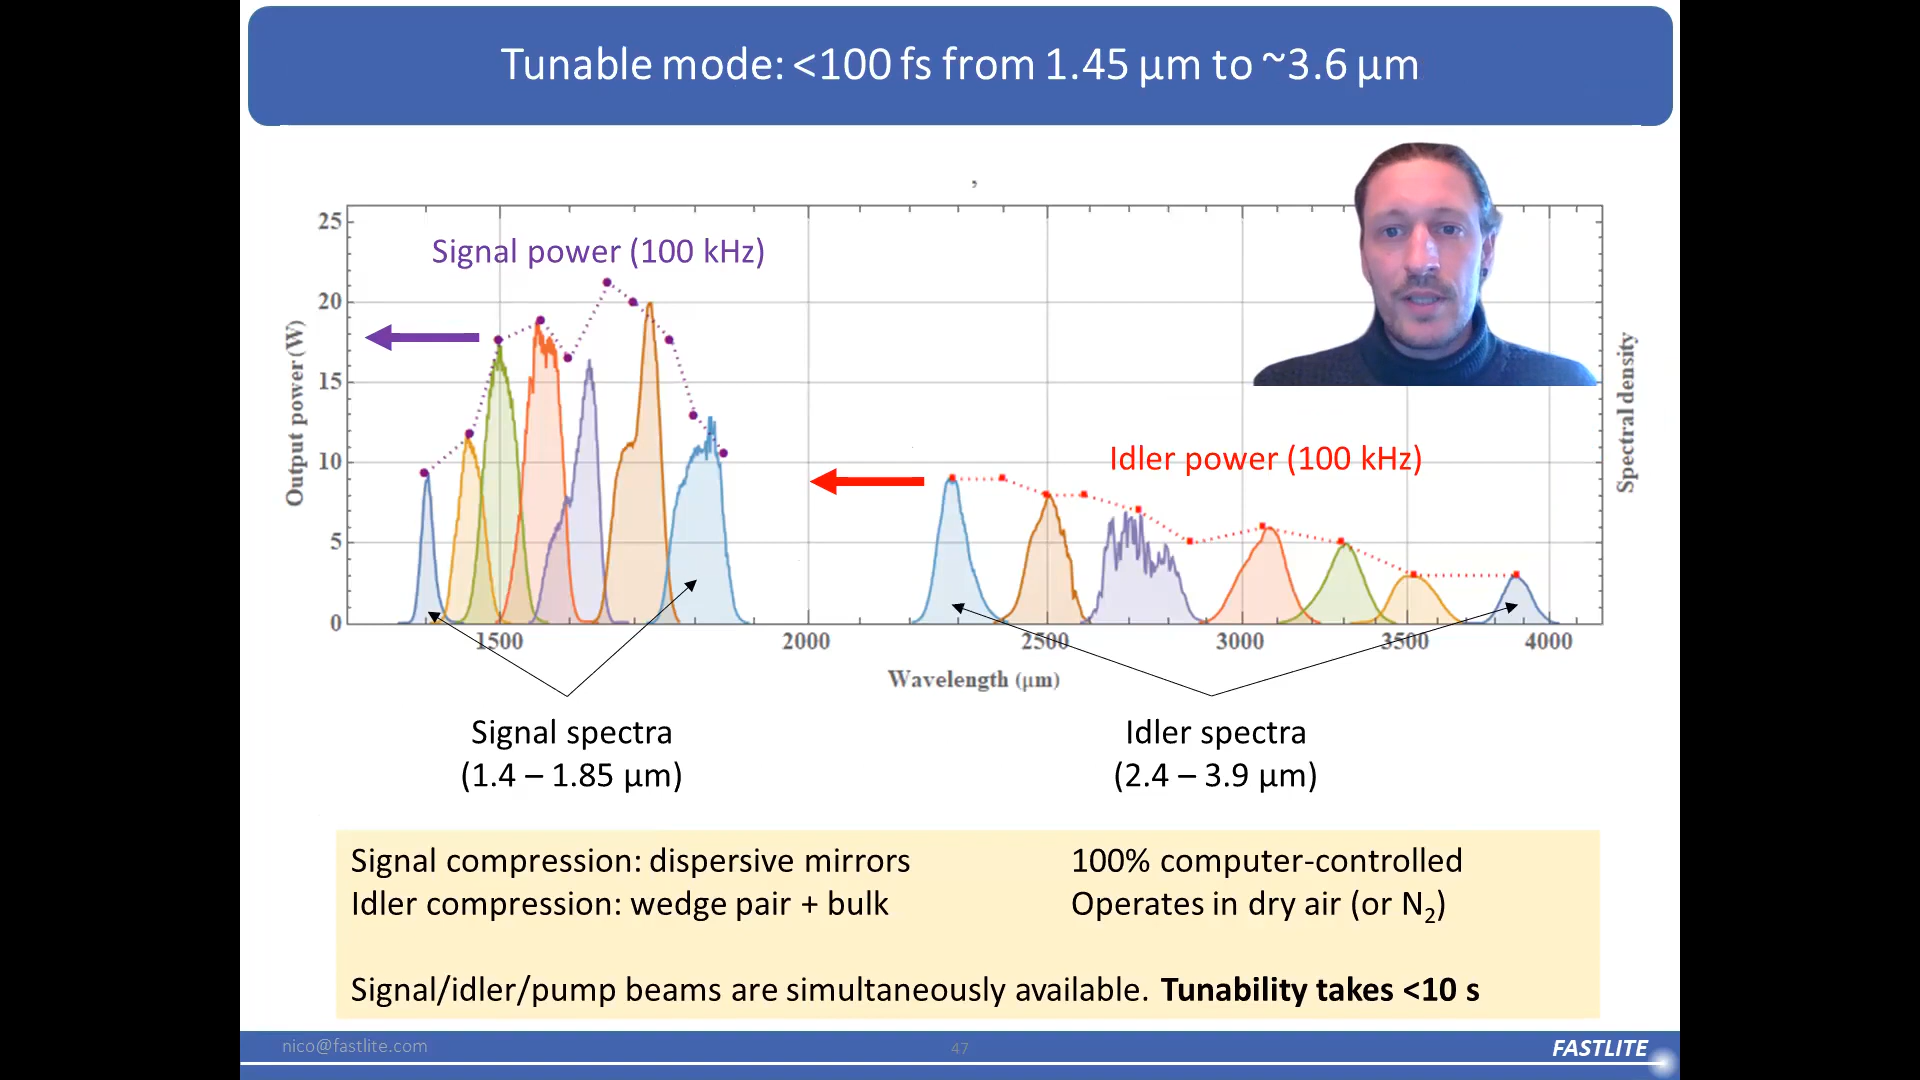 Tunable mode: <100 fs from 1.45 µm to ~3.6 µm
,
Signal power (100 kHz)
Idler power (100 kHz)
Output power (W)
Spectral density
25
20
15
10
5
0
1500
2000
2500
3000
3500
4000
Wavelength (µm)
Signal spectra
(1.4 – 1.85 µm)
Idler spectra
(2.4 – 3.9 µm)
Signal compression: dispersive mirrors
Idler compression: wedge pair + bulk
100% computer-controlled
Operates in dry air (or N₂)
Signal/idler/pump beams are simultaneously available. Tunability takes <10 s
nico@fastlite.com
47
FASTLITE